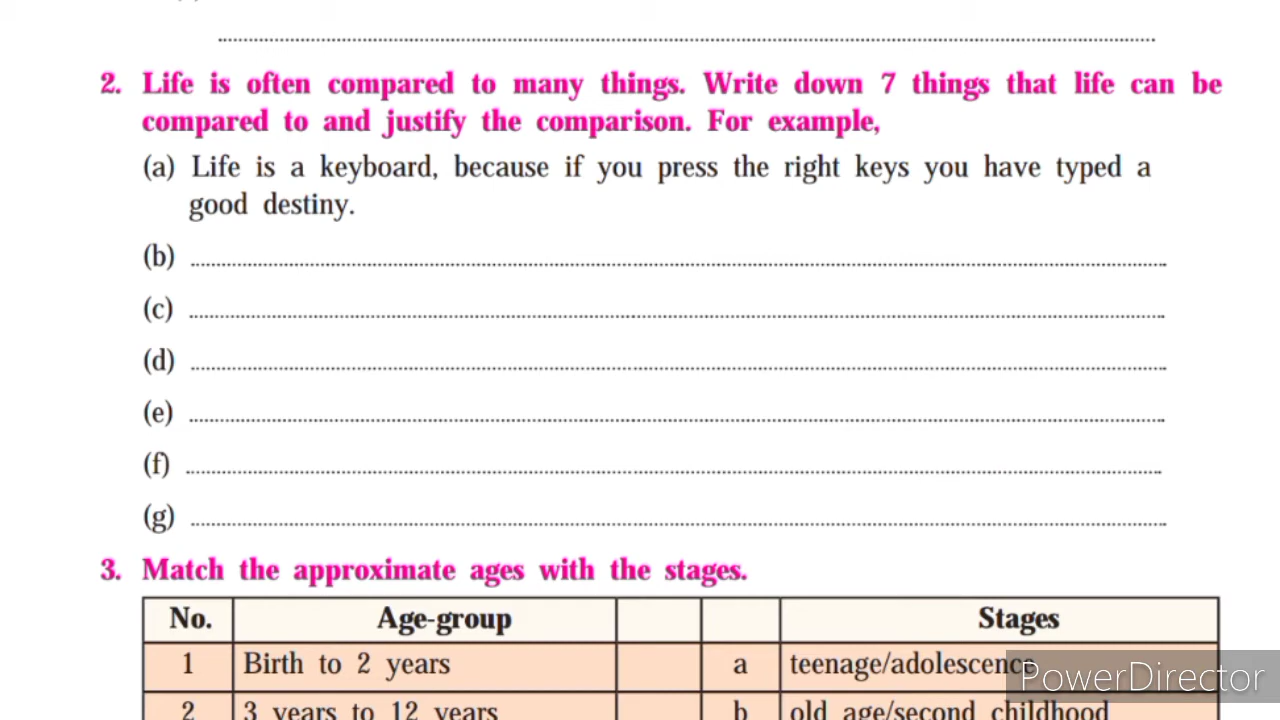 2. Life is often compared to many things. Write down 7 things that life can be
compared to and justify the comparison. For example,
(a) Life is a keyboard, because if you press the right keys you have typed a
good destiny.
(b)
(c)
(d)
(e)
(f)
(g)
3. Match the approximate ages with the stages.
No. Age-group Stages
1 Birth to 2 years a teenage/adolescence
2 3 years to 12 years b old age/second childhood
PowerDirector